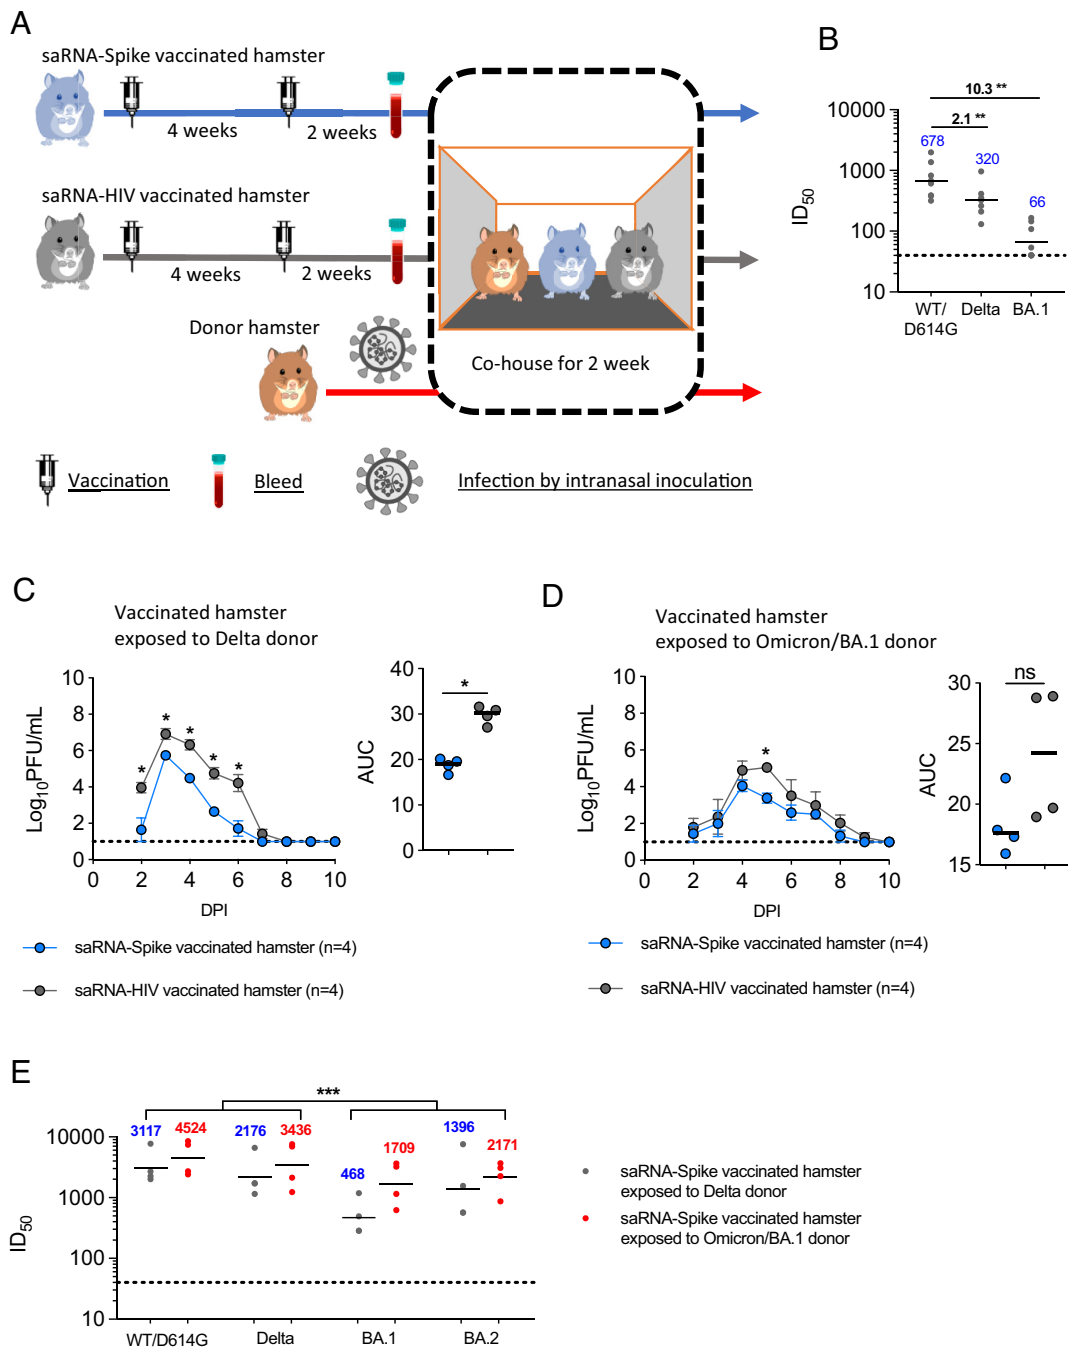 A
saRNA-Spike vaccinated hamster
4 weeks
2 weeks
saRNA-HIV vaccinated hamster
4 weeks
2 weeks
Donor hamster
Co-house for 2 week
Vaccination
Bleed
Infection by intranasal inoculation
B
10.3 **
2.1 **
10000
1000
100
10
ID50
678
320
66
WT/
D614G
Delta
BA.1
C
Vaccinated hamster
exposed to Delta donor
Log10PFU/mL
10
8
6
4
2
0
* * * * *
0 2 4 6 8 10
DPI
AUC
40
30
20
10
0
*
saRNA-Spike vaccinated hamster (n=4)
saRNA-HIV vaccinated hamster (n=4)
D
Vaccinated hamster
exposed to Omicron/BA.1 donor
Log10PFU/mL
10
8
6
4
2
0
*
0 2 4 6 8 10
DPI
AUC
30
25
20
15
ns
saRNA-Spike vaccinated hamster (n=4)
saRNA-HIV vaccinated hamster (n=4)
E
***
3117 4524 2176 3436 468 1709 1396 2171
ID50
10000
1000
100
10
WT/D614G Delta BA.1 BA.2
saRNA-Spike vaccinated hamster
exposed to Delta donor
saRNA-Spike vaccinated hamster
exposed to Omicron/BA.1 donor